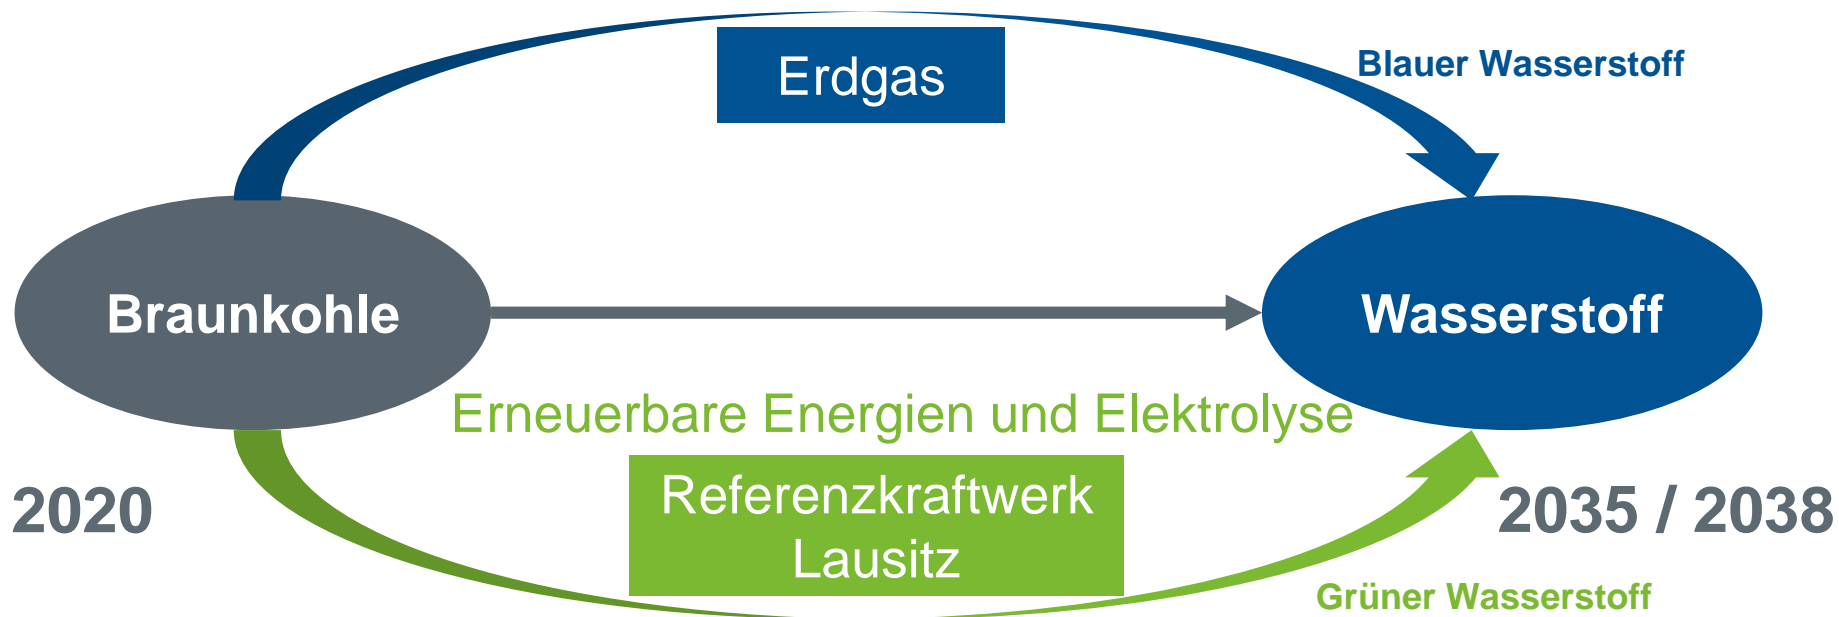 Erdgas
Blauer Wasserstoff
Braunkohle
Wasserstoff
Erneuerbare Energien und Elektrolyse
Referenzkraftwerk
Lausitz
2020
2035 / 2038
Grüner Wasserstoff